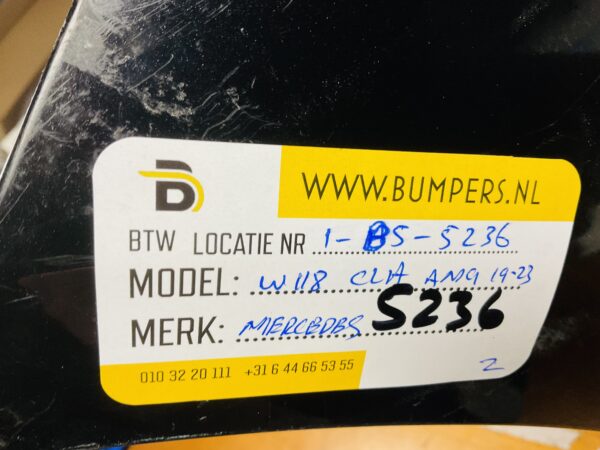 WWW.BUMPERS.NL
BTW LOCATIE NR 1-B5-5236
MODEL: W118 CLA AMG 19-23
MERK: MERCEDES 5236
010 32 20 111 +31 6 44 66 53 55
2